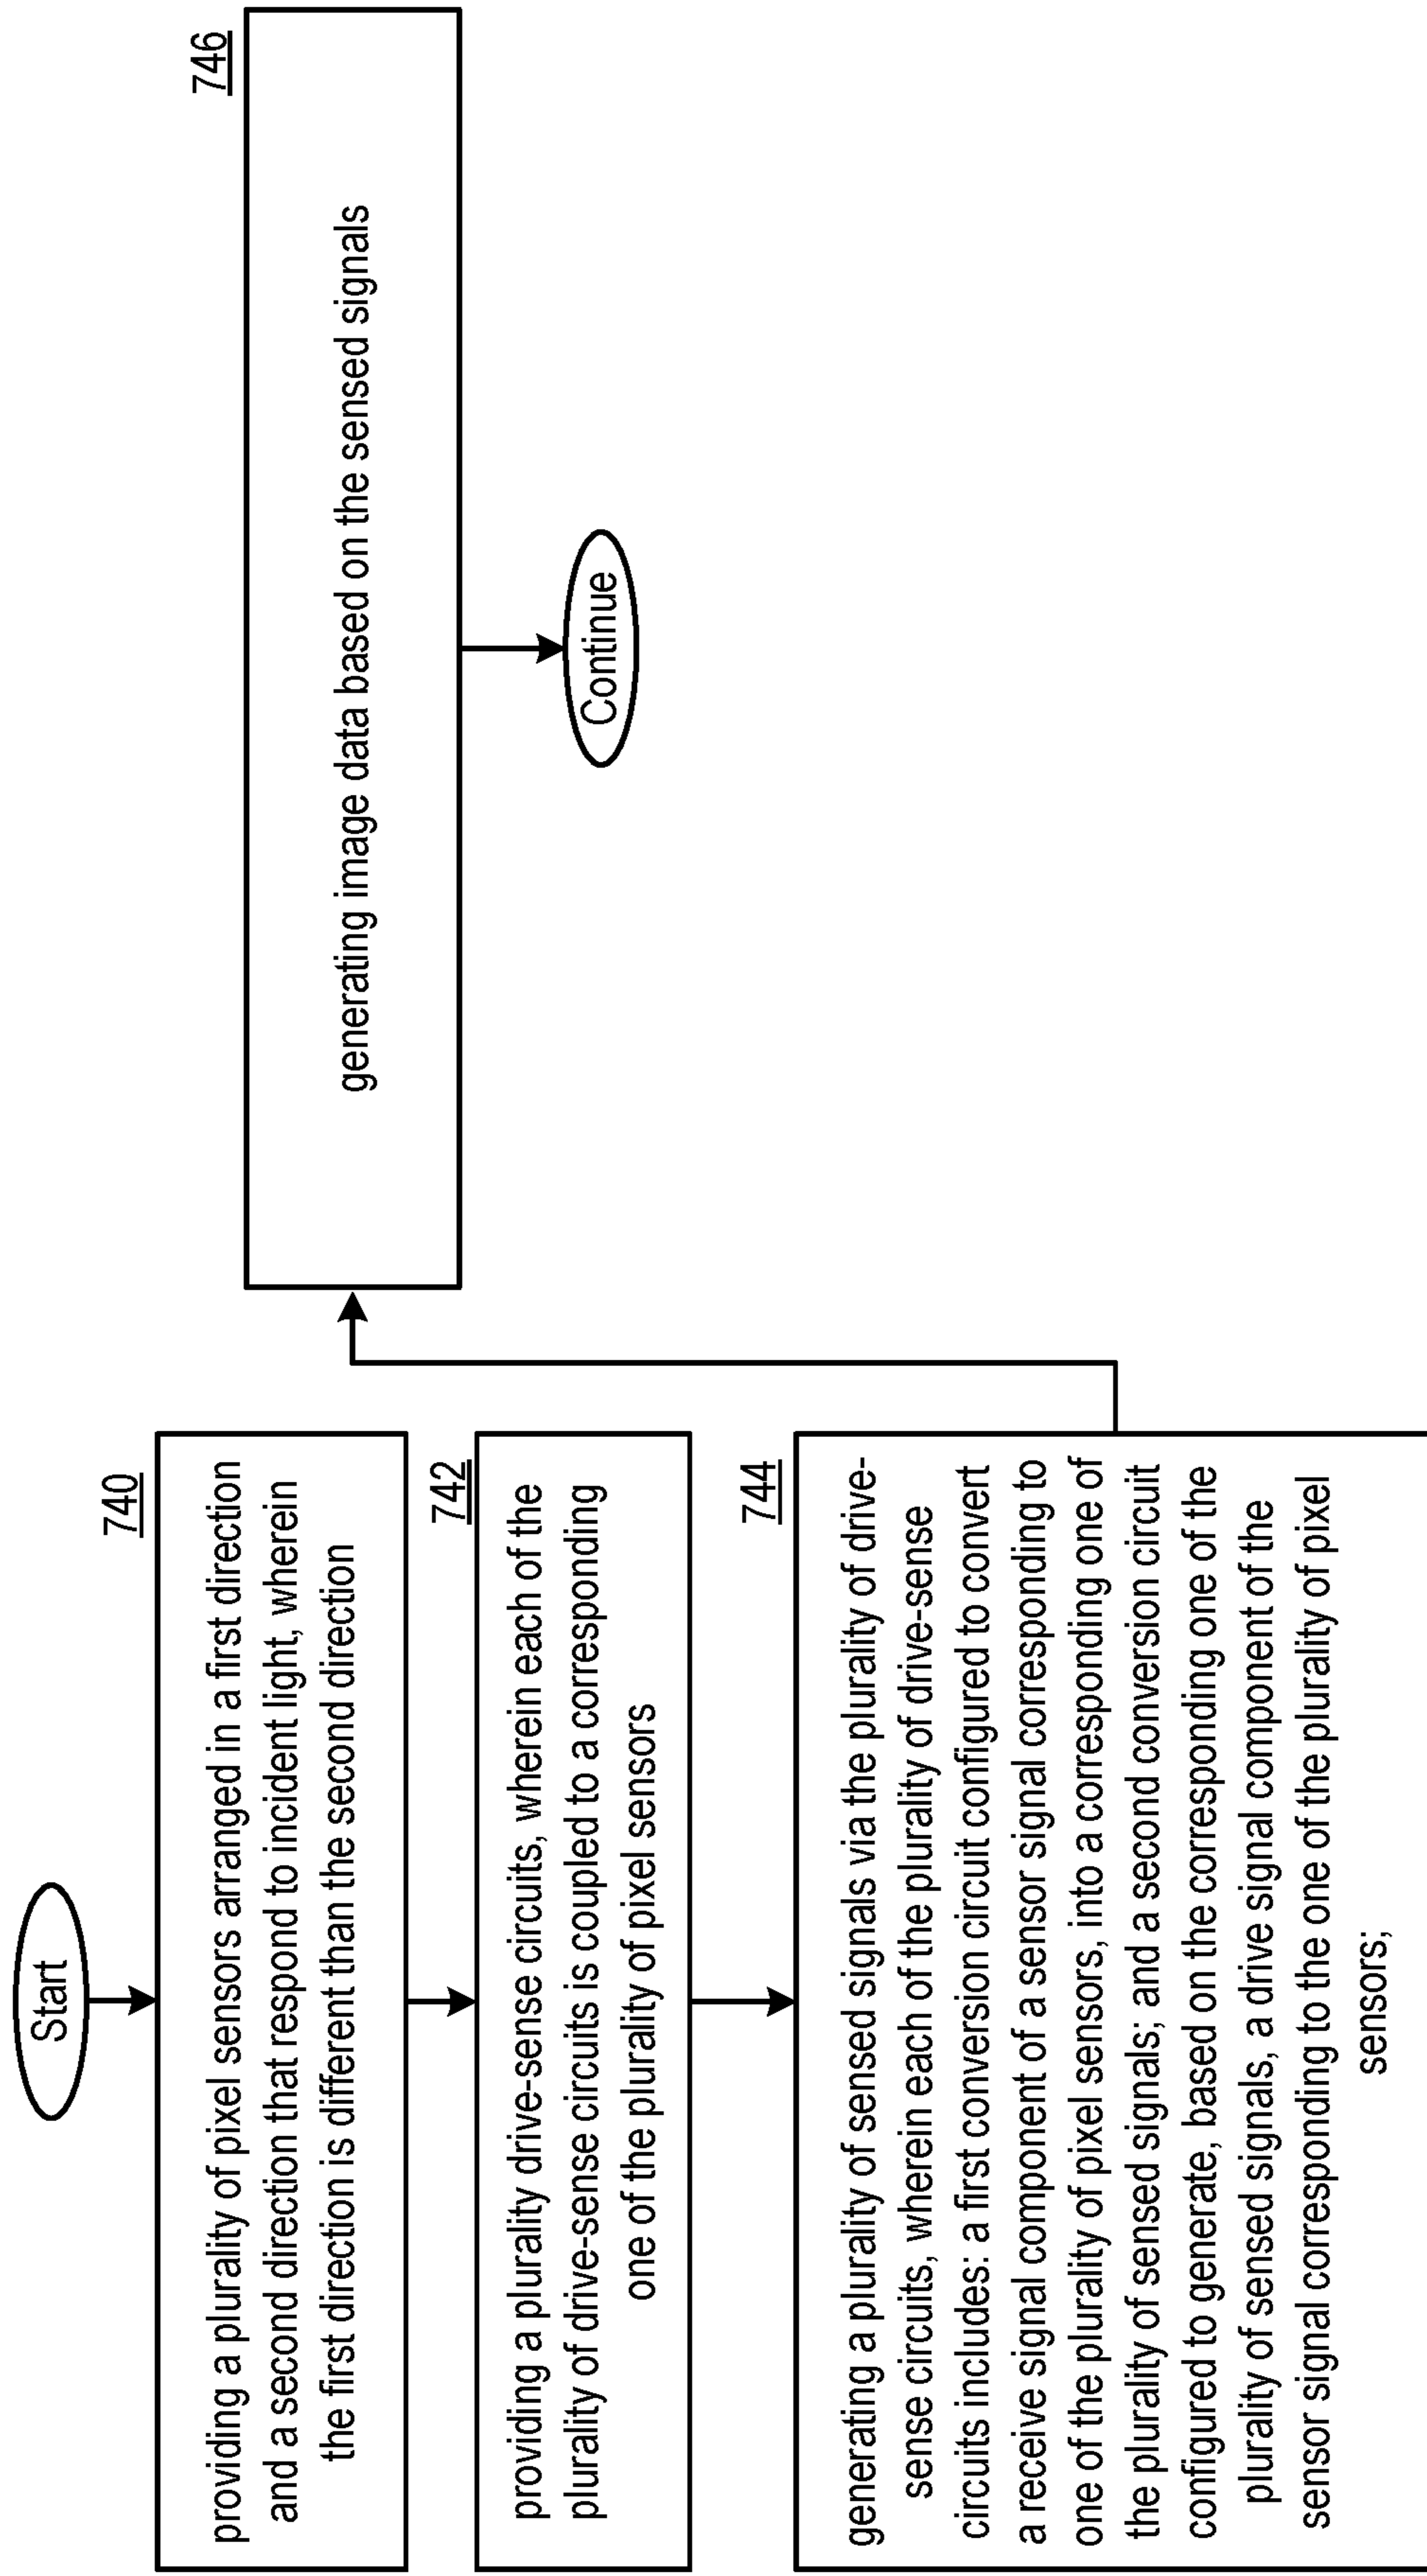 Start
740
providing a plurality of pixel sensors arranged in a first direction
and a second direction that respond to incident light, wherein
the first direction is different than the second direction
742
providing a plurality drive-sense circuits, wherein each of the
plurality of drive-sense circuits is coupled to a corresponding
one of the plurality of pixel sensors
744
generating a plurality of sensed signals via the plurality of drive-
sense circuits, wherein each of the plurality of drive-sense
circuits includes: a first conversion circuit configured to convert
a receive signal component of a sensor signal corresponding to
one of the plurality of pixel sensors, into a corresponding one of
the plurality of sensed signals; and a second conversion circuit
configured to generate, based on the corresponding one of the
plurality of sensed signals, a drive signal component of the
sensor signal corresponding to the one of the plurality of pixel
sensors;
746
generating image data based on the sensed signals
Continue